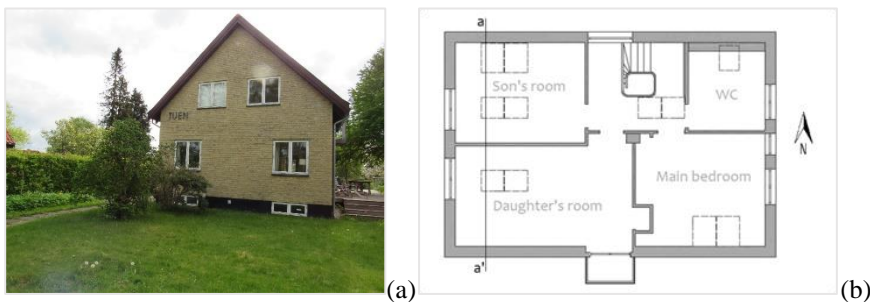 TUEN
(a)
a
Son's room
WC
N
Main bedroom
Daughter's room
a'
(b)